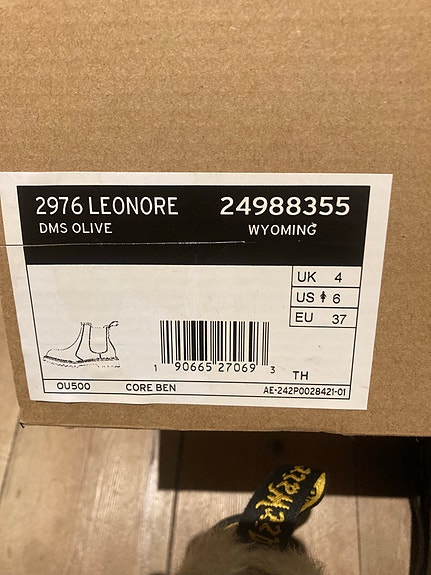 2976 LEONORE 24988355
DMS OLIVE WYOMING
UK 4
US 6
EU 37
1 90665 27069 3
TH
OU500 CORE BEN AE-242P0028421-01
AirWair